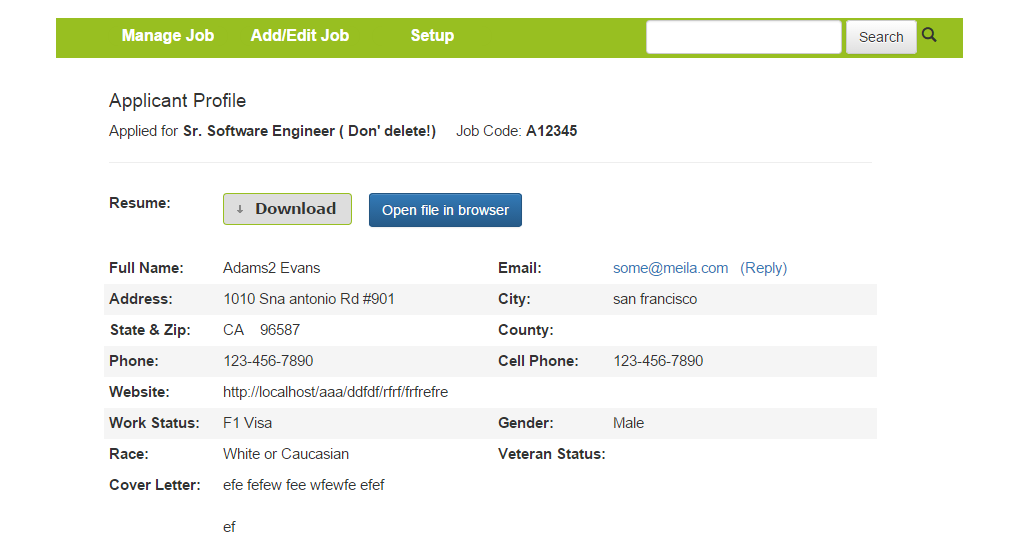 Manage Job Add/Edit Job Setup Search
Applicant Profile
Applied for Sr. Software Engineer ( Don' delete!) Job Code: A12345
Resume: Download Open file in browser
Full Name: Adams2 Evans Email: some@meila.com (Reply)
Address: 1010 Sna antonio Rd #901 City: san francisco
State & Zip: CA 96587 County:
Phone: 123-456-7890 Cell Phone: 123-456-7890
Website: http://localhost/aaa/ddfdf/rfrf/frfrefre
Work Status: F1 Visa Gender: Male
Race: White or Caucasian Veteran Status:
Cover Letter: efe fefew fee wfewfe efef
ef